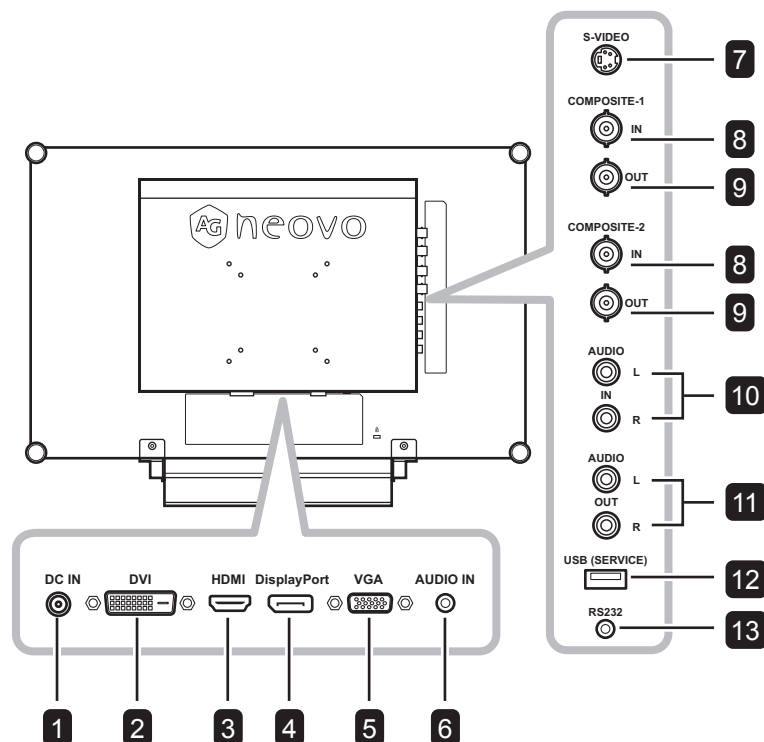 S-VIDEO
7
COMPOSITE-1
IN
8
OUT
9
AG neovo
COMPOSITE-2
IN
8
OUT
9
AUDIO
L
IN
10
R
AUDIO
L
OUT
11
R
USB (SERVICE)
12
RS232
13
DC IN DVI HDMI DisplayPort VGA AUDIO IN
1 2 3 4 5 6